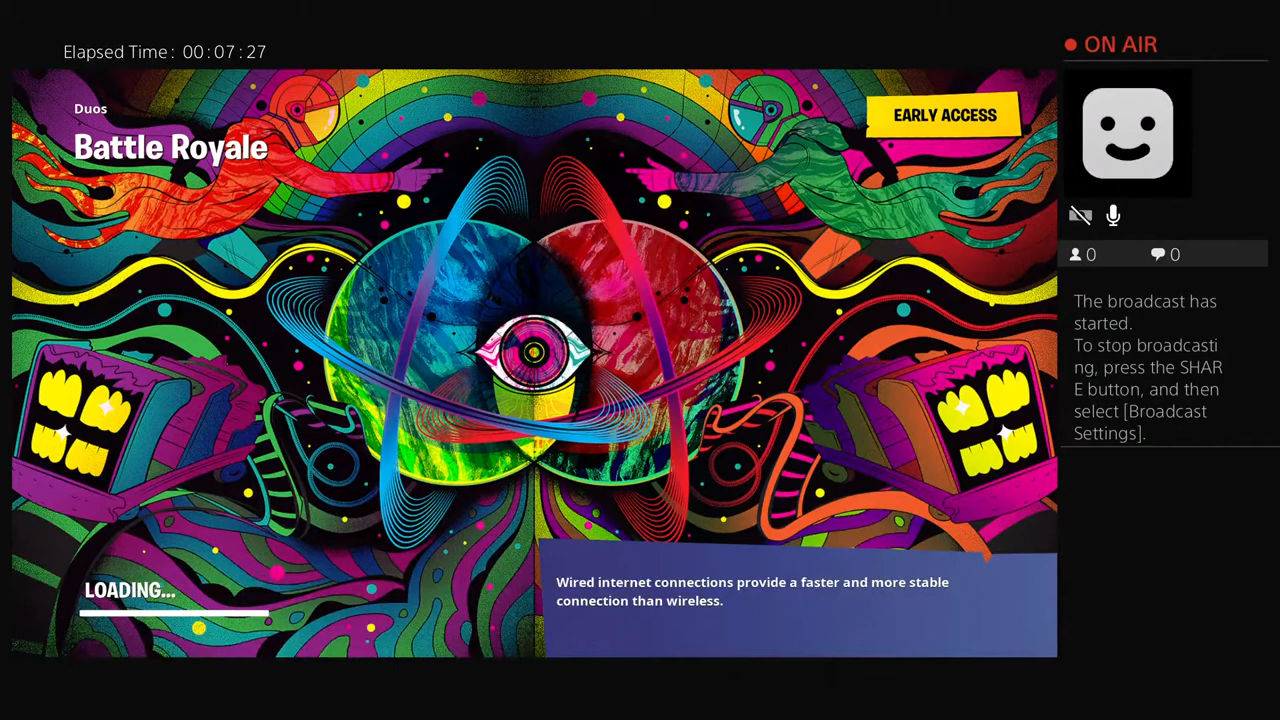 Elapsed Time: 00:07:27
ON AIR
Duos
Battle Royale
EARLY ACCESS
0
0
The broadcast has
started.
To stop broadcasti
ng, press the SHAR
E button, and then
select [Broadcast
Settings].
LOADING...
Wired internet connections provide a faster and more stable
connection than wireless.